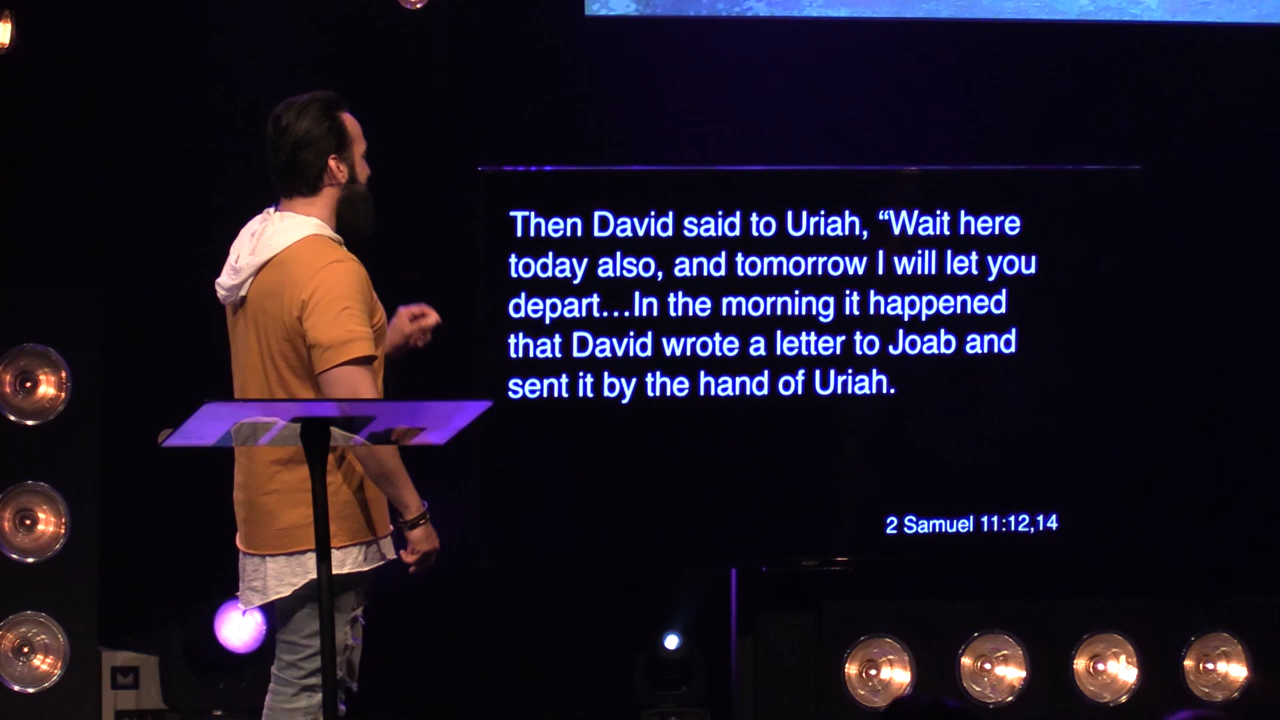 Then David said to Uriah, “Wait here
today also, and tomorrow I will let you
depart…In the morning it happened
that David wrote a letter to Joab and
sent it by the hand of Uriah.
2 Samuel 11:12,14